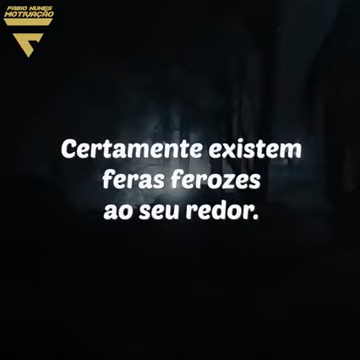 FABIO NUNES
MOTIVAÇÃO
Certamente existem
feras ferozes
ao seu redor.